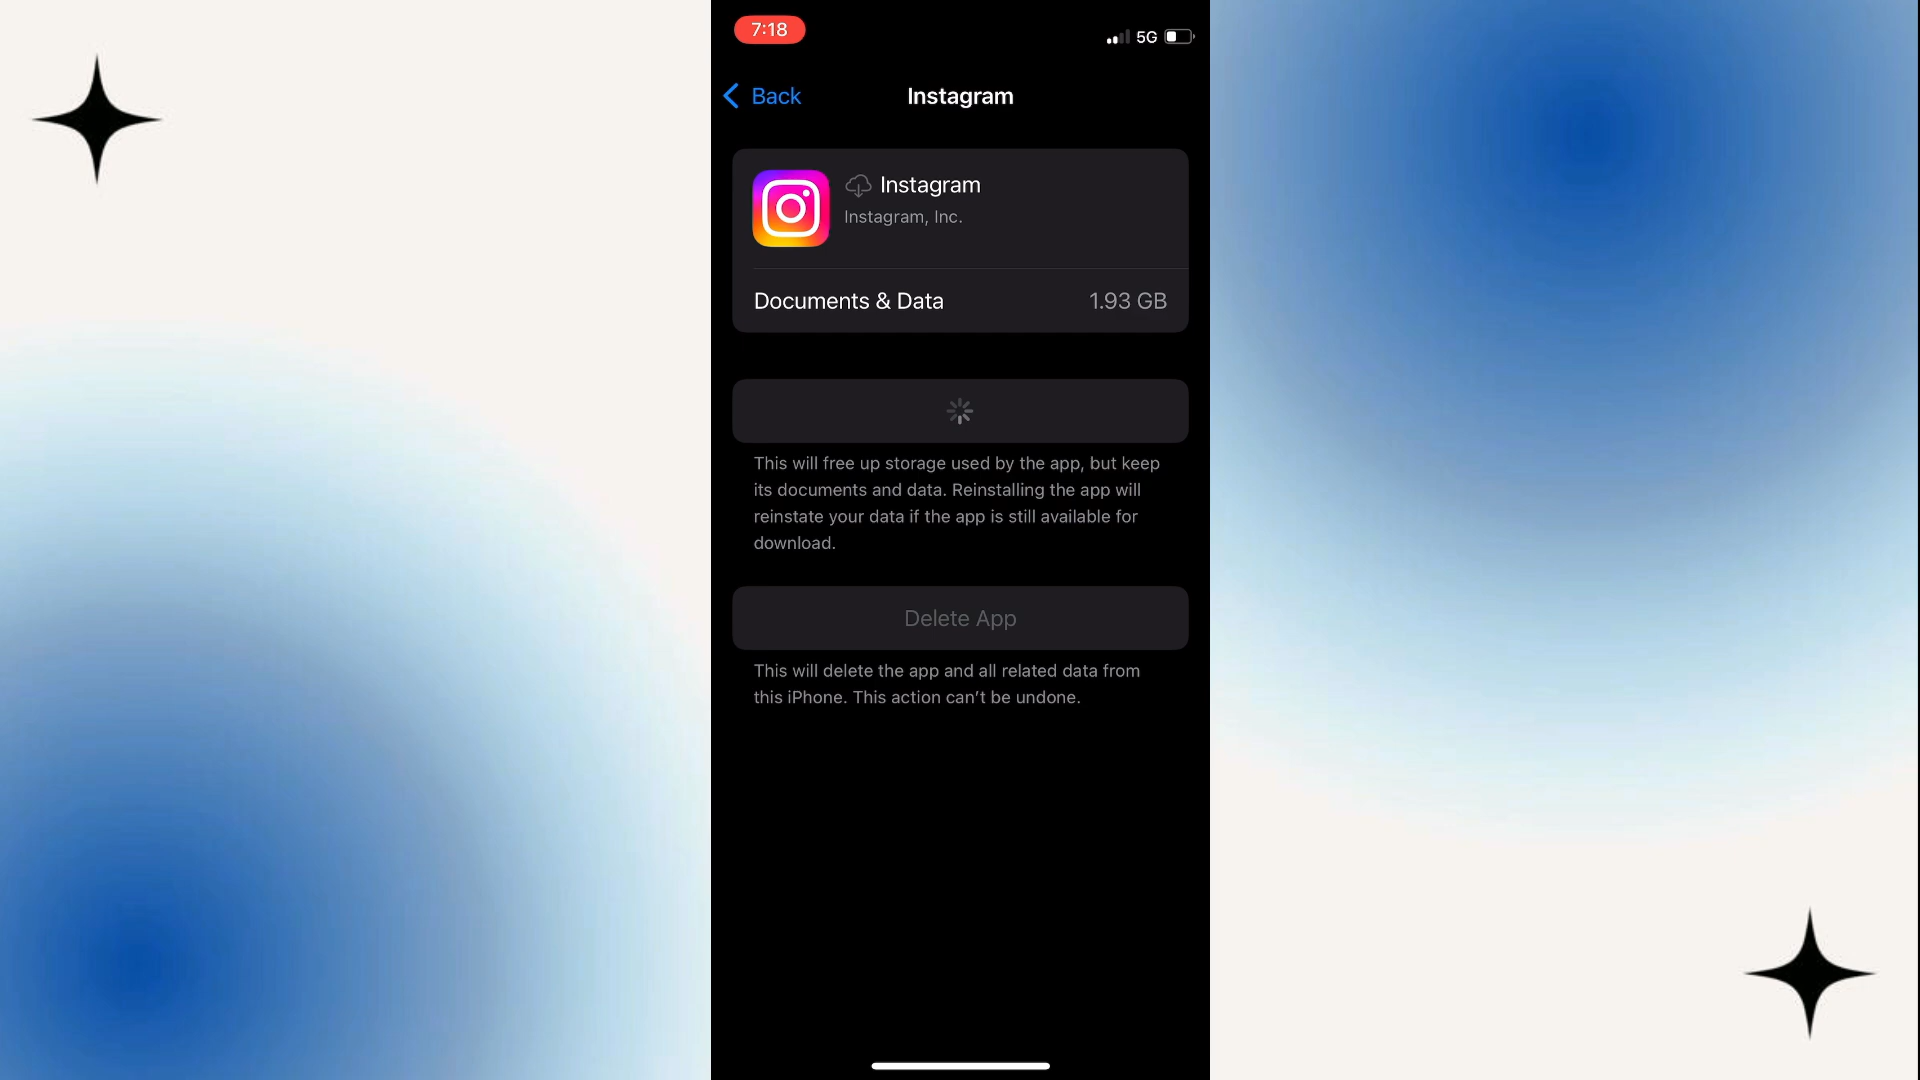 7:18
5G
Back
Instagram
Instagram
Instagram, Inc.
Documents & Data 1.93 GB
This will free up storage used by the app, but keep
its documents and data. Reinstalling the app will
reinstate your data if the app is still available for
download.
Delete App
This will delete the app and all related data from
this iPhone. This action can’t be undone.